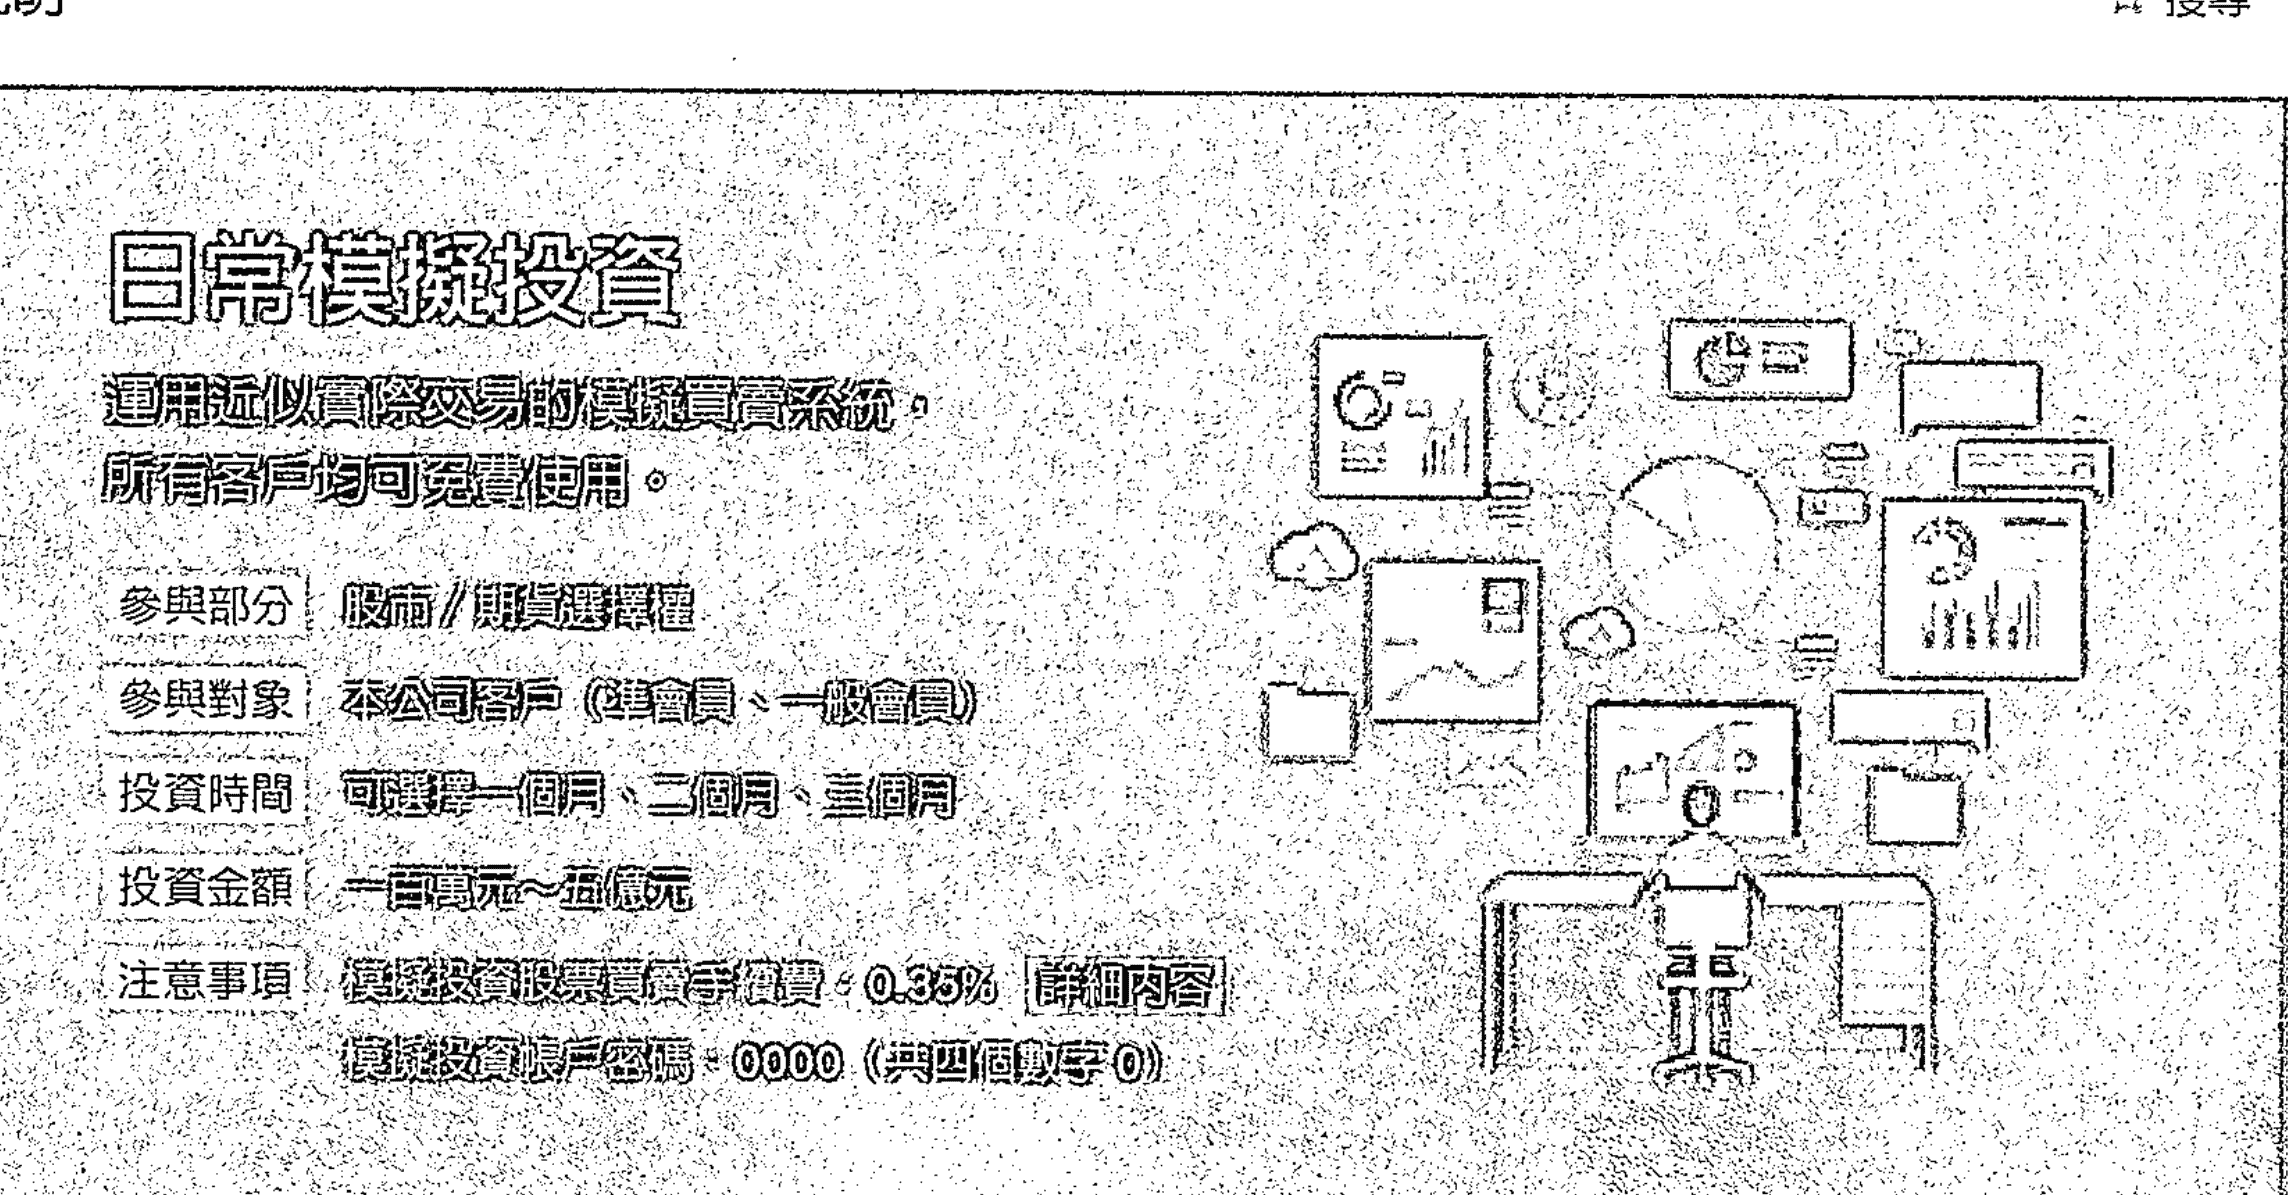 搜尋
日常模擬投資
運用近似實際交易的模擬買賣系統，
所有客戶均可免費使用。
參與部分 股市/期貨選擇權
參與對象 本公司客戶（準會員、一般會員）
投資時間 可選擇一個月、二個月、三個月
投資金額 一百萬元～五億元
注意事項 模擬投資股票買賣手續費：0.35% 詳細內容
模擬投資帳戶密碼：0000（共四個數字0）